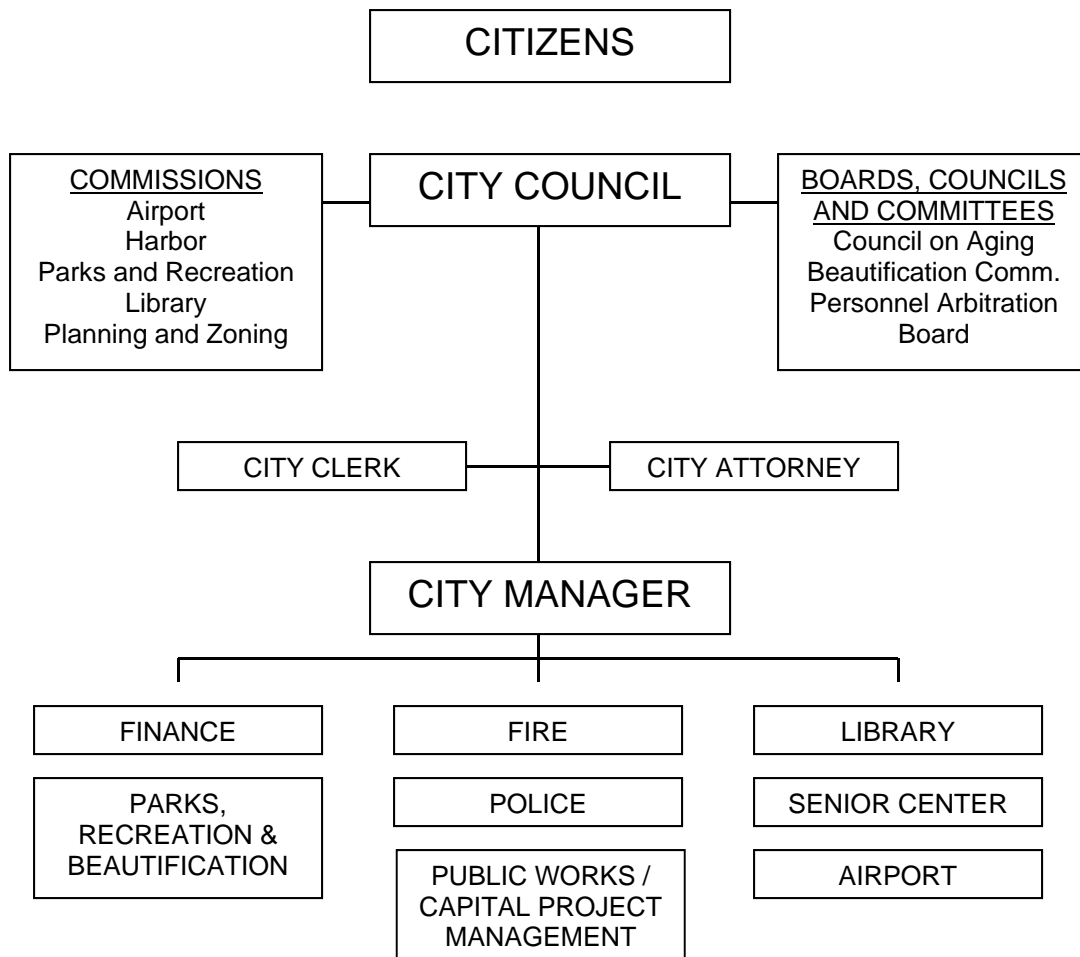 CITIZENS
COMMISSIONS
Airport
Harbor
Parks and Recreation
Library
Planning and Zoning
CITY COUNCIL
BOARDS, COUNCILS
AND COMMITTEES
Council on Aging
Beautification Comm.
Personnel Arbitration
Board
CITY CLERK
CITY ATTORNEY
CITY MANAGER
FINANCE
FIRE
LIBRARY
PARKS,
RECREATION &
BEAUTIFICATION
POLICE
SENIOR CENTER
PUBLIC WORKS /
CAPITAL PROJECT
MANAGEMENT
AIRPORT